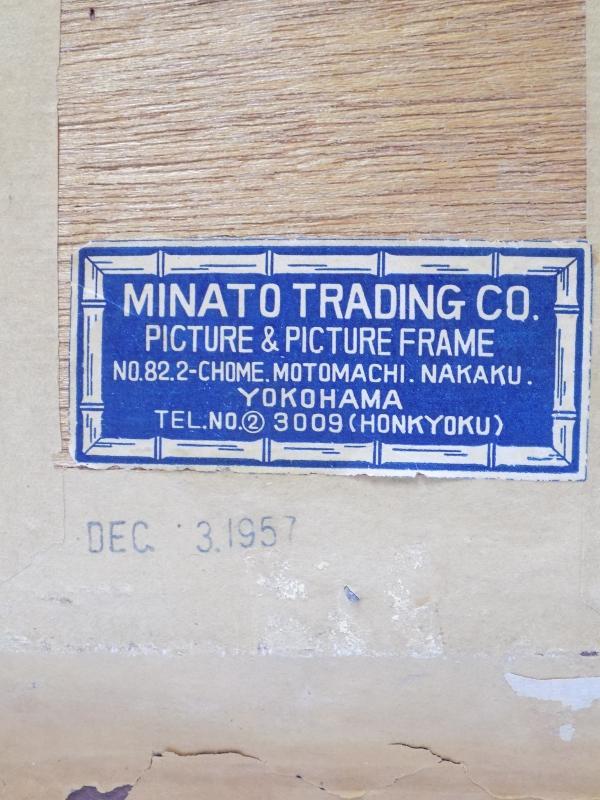 MINATO TRADING CO.
PICTURE & PICTURE FRAME
NO.82.2-CHOME.MOTOMACHI. NAKAKU.
YOKOHAMA
TEL.NO.② 3009 (HONKYOKU)
DEC. 3.1957